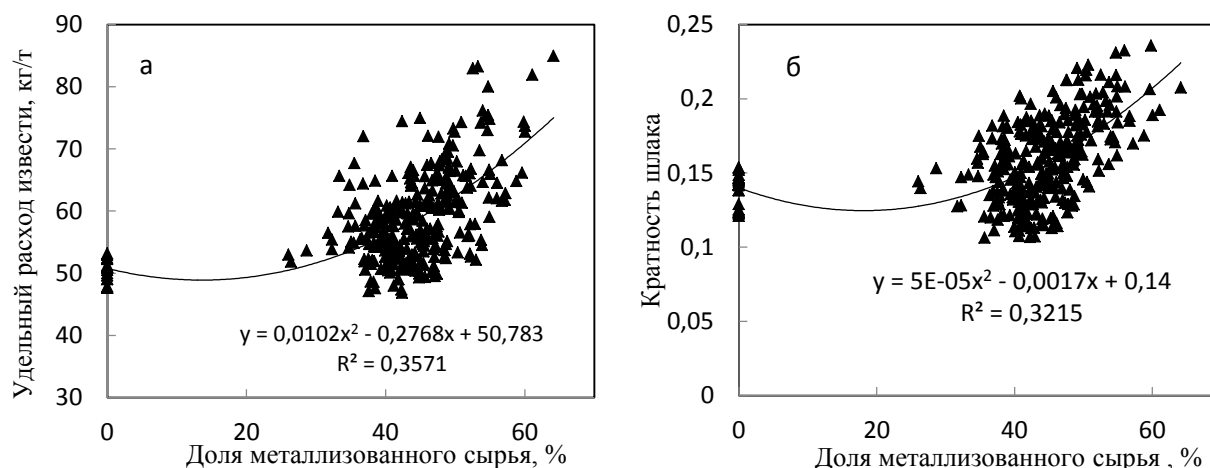 Удельный расход извести, кг/т
90
80
70
60
50
40
30
а
y = 0,0102x² - 0,2768x + 50,783
R² = 0,3571
0
20
40
60
Доля металлизованного сырья, %
Кратность шлака
0,25
0,2
0,15
0,1
0,05
0
б
y = 5E-05x² - 0,0017x + 0,14
R² = 0,3215
0
20
40
60
Доля металлизованного сырья , %